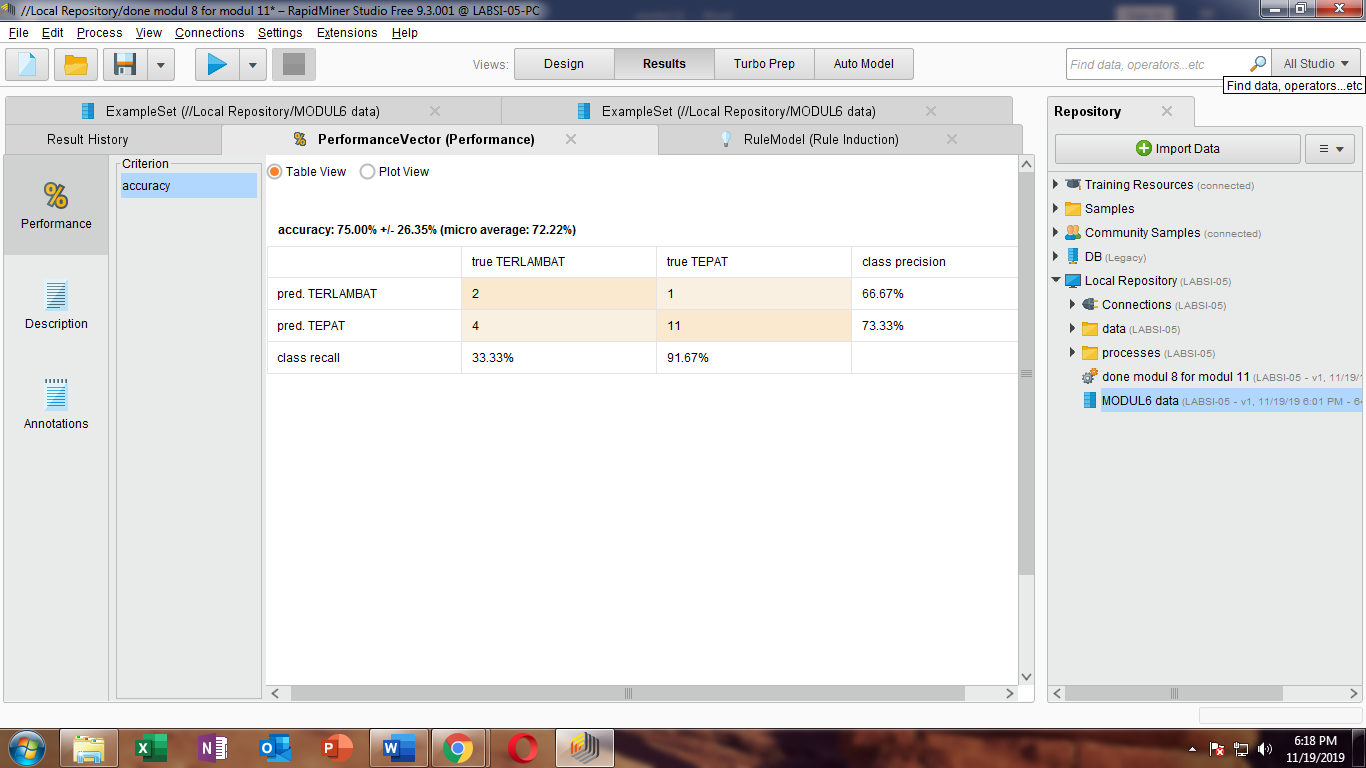 //Local Repository/done modul 8 for modul 11* – RapidMiner Studio Free 9.3.001 @ LABSI-05-PC
File Edit Process View Connections Settings Extensions Help
Views: Design Results Turbo Prep Auto Model Find data, operators...etc All Studio
Find data, operators...etc
ExampleSet (///Local Repository/MODUL6 data) ExampleSet (///Local Repository/MODUL6 data)
Result History PerformanceVector (Performance) RuleModel (Rule Induction)
Performance
Description
Annotations
Criterion
accuracy
Table View Plot View
accuracy: 75.00% +/- 26.35% (micro average: 72.22%)
true TERLAMBAT true TEPAT class precision
pred. TERLAMBAT 2 1 66.67%
pred. TEPAT 4 11 73.33%
class recall 33.33% 91.67%
Repository
Import Data
Training Resources (connected)
Samples
Community Samples (connected)
DB (Legacy)
Local Repository (LABSI-05)
Connections (LABSI-05)
data (LABSI-05)
processes (LABSI-05)
done modul 8 for modul 11 (LABSI-05 – v1, 11/19/
MODUL6 data (LABSI-05 – v1, 11/19/19 6:01 PM – 6
6:18 PM
11/19/2019